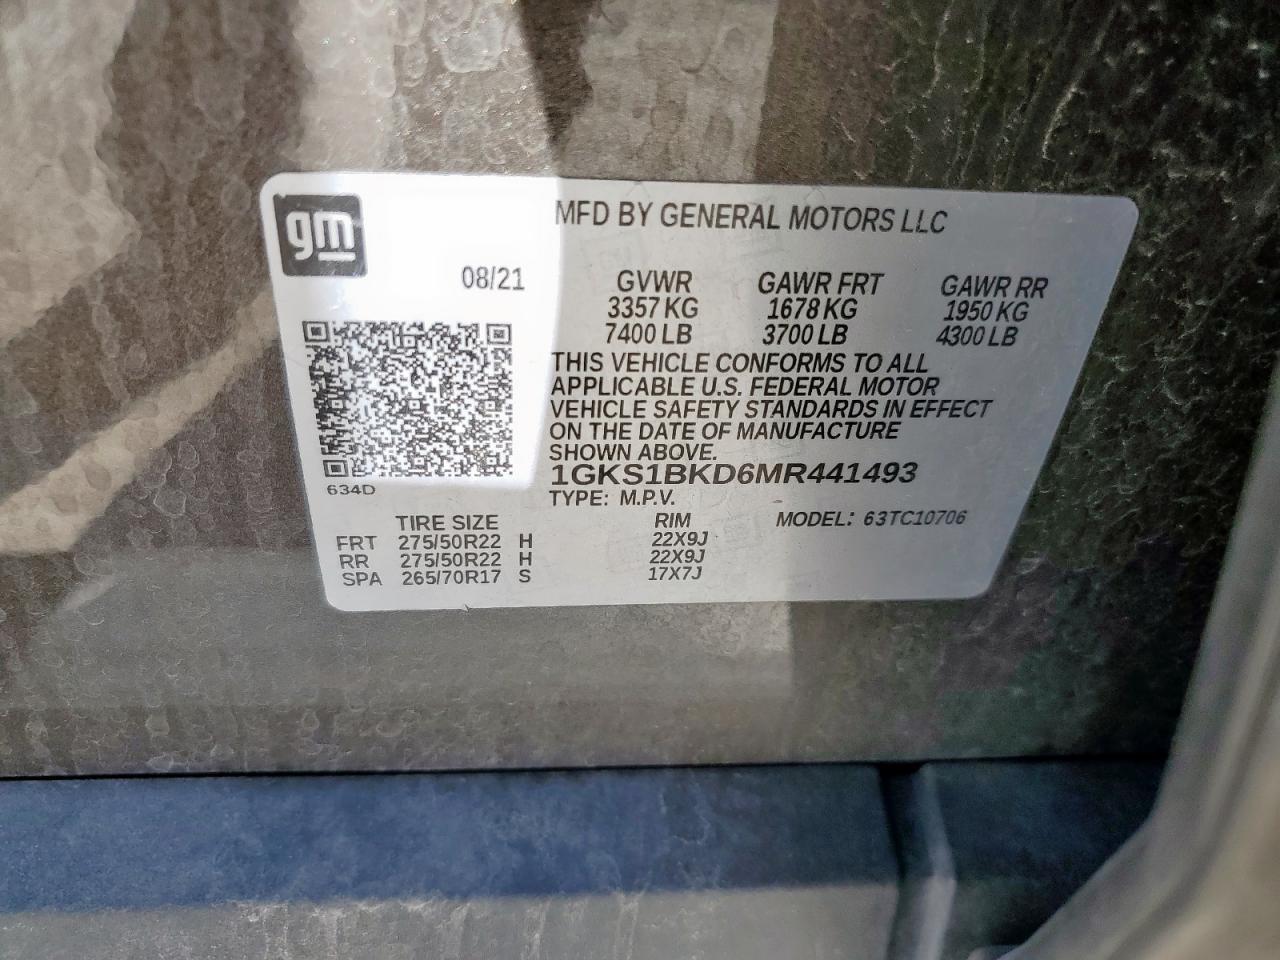 gm
MFD BY GENERAL MOTORS LLC
08/21
GVWR GAWR FRT GAWR RR
3357 KG 1678 KG 1950 KG
7400 LB 3700 LB 4300 LB
THIS VEHICLE CONFORMS TO ALL
APPLICABLE U.S. FEDERAL MOTOR
VEHICLE SAFETY STANDARDS IN EFFECT
ON THE DATE OF MANUFACTURE
SHOWN ABOVE.
1GKS1BKD6MR441493
634D
TYPE: M.P.V.
TIRE SIZE RIM MODEL: 63TC10706
FRT 275/50R22 H 22X9J
RR 275/50R22 H 22X9J
SPA 265/70R17 S 17X7J